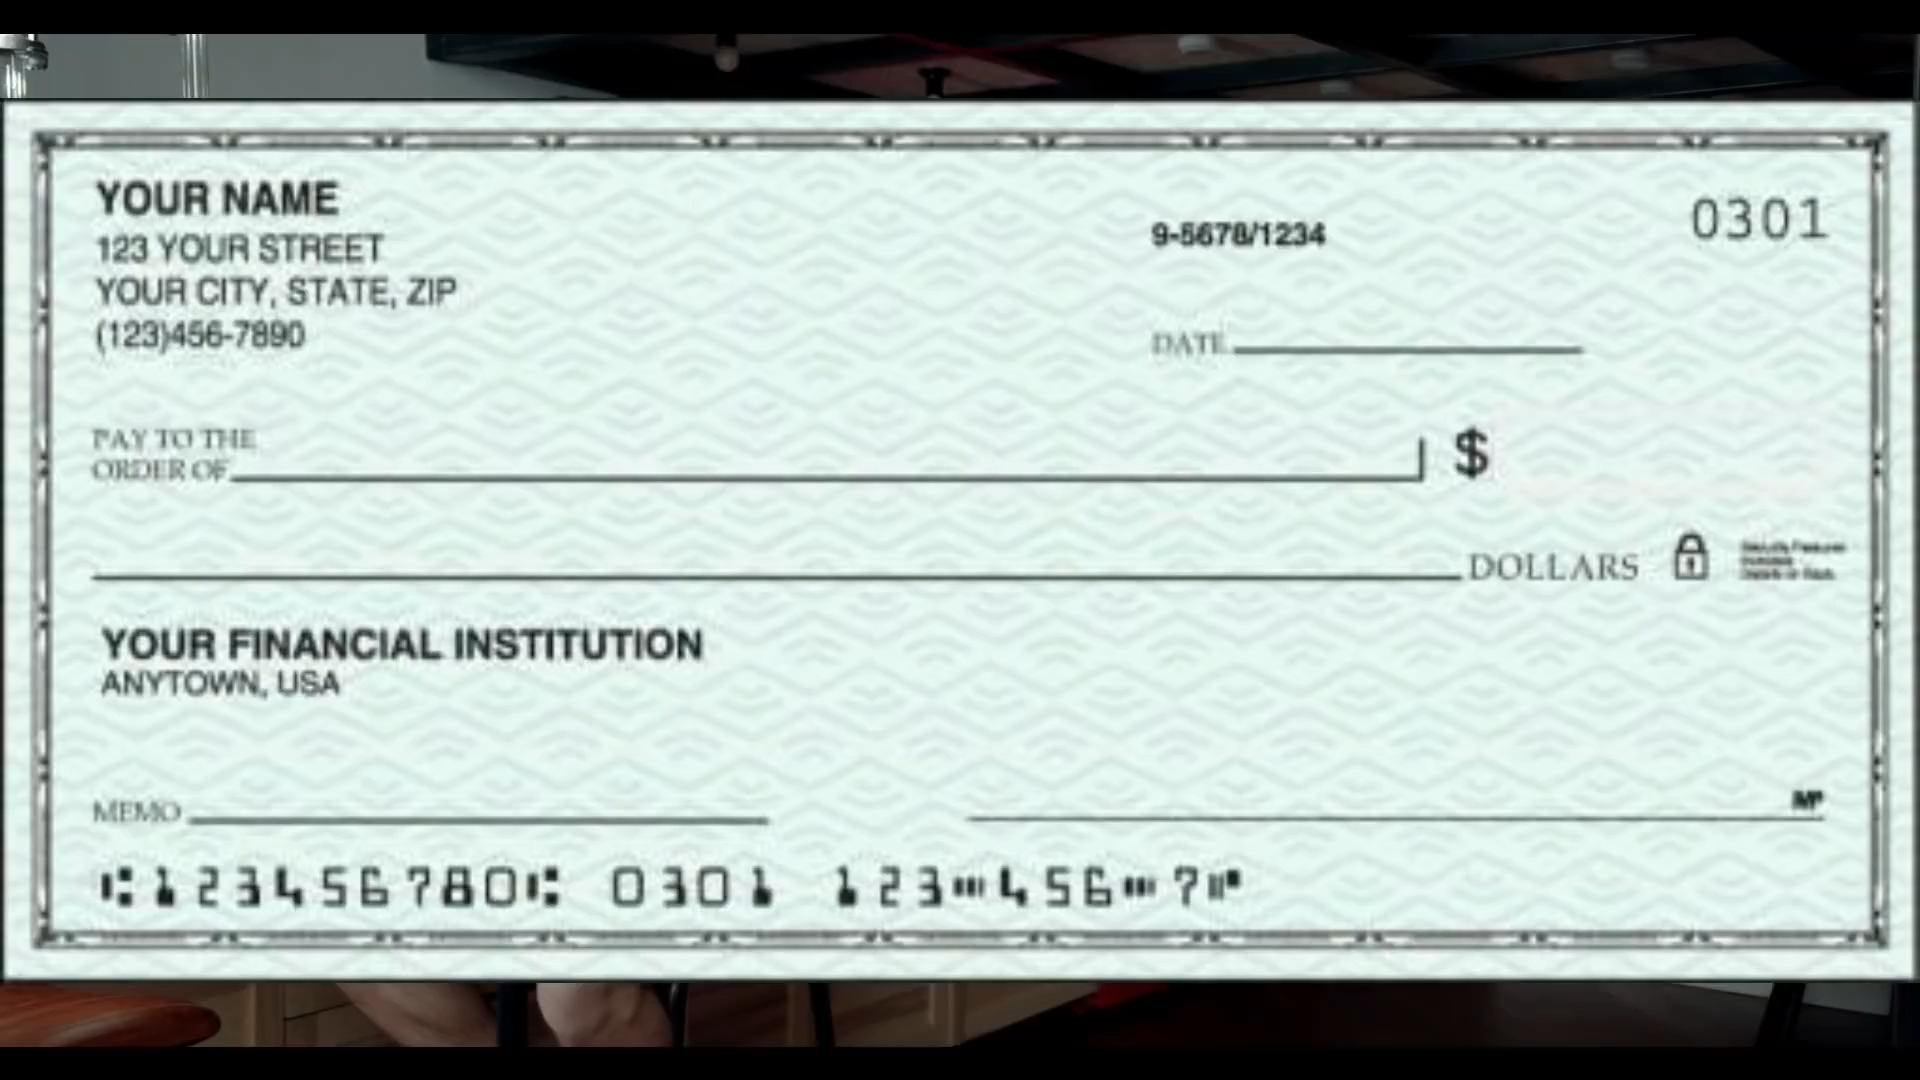 YOUR NAME
123 YOUR STREET
YOUR CITY, STATE, ZIP
(123)456-7890
9-5678/1234
0301
DATE
PAY TO THE
ORDER OF
$
DOLLARS
YOUR FINANCIAL INSTITUTION
ANYTOWN, USA
MEMO
MP
⑆123456780⑆ 0301 123⑉456⑉7⑈